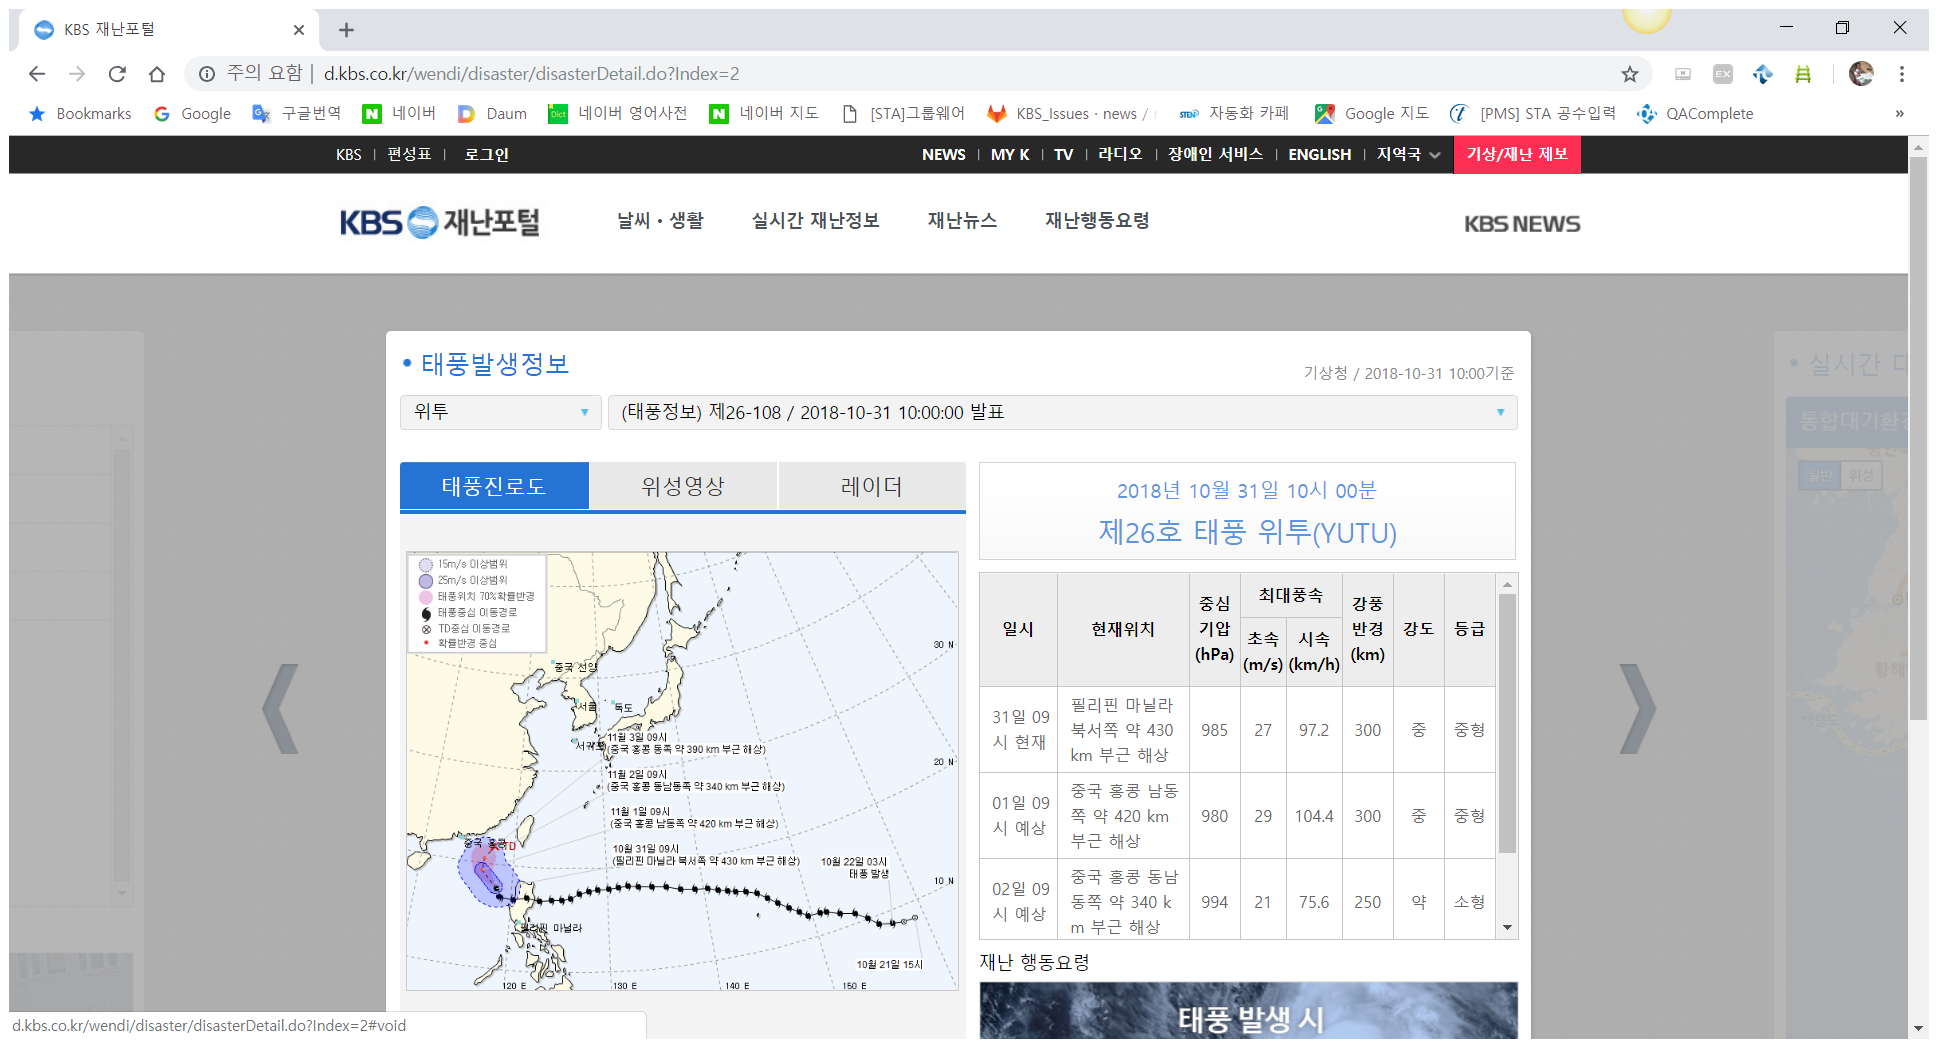 KBS 재난포털
주의 요함 | d.kbs.co.kr/wendi/disaster/disasterDetail.do?Index=2
EX
Bookmarks Google 구글번역 네이버 Daum 네이버 영어사전 네이버 지도 [STA]그룹웨어 KBS_Issues · news / 자동화 카페 Google 지도 [PMS] STA 공수입력 QAComplete »
KBS | 편성표 | 로그인
NEWS | MY K | TV | 라디오 | 장애인 서비스 | ENGLISH | 지역국 기상/재난 제보
KBS 재난포털 날씨 • 생활 실시간 재난정보 재난뉴스 재난행동요령 KBS NEWS
• 태풍발생정보
기상청 / 2018-10-31 10:00기준
위투 (태풍정보) 제26-108 / 2018-10-31 10:00:00 발표
태풍진로도 위성영상 레이더
15m/s 이상범위
25m/s 이상범위
태풍위치 70%확률반경
태풍중심 이동경로
TD중심 이동경로
확률반경 중심
30 N
중국 선양
서울 독도
서귀포
11월 3일 09시
(중국 홍콩 동쪽 약 390 km 부근 해상)
20 N
11월 2일 09시
(중국 홍콩 동남동쪽 약 340 km 부근 해상)
11월 1일 09시
(중국 홍콩 남동쪽 약 420 km 부근 해상)
중국 홍콩 TD
10월 31일 09시
(필리핀 마닐라 북서쪽 약 430 km 부근 해상)
10월 22일 03시
태풍 발생
10 N
필리핀 마닐라
10월 21일 15시
120 E 130 E 140 E 150 E
2018년 10월 31일 10시 00분
제26호 태풍 위투(YUTU)
일시 현재위치 중심 기압 (hPa) 최대풍속 초속 (m/s) 시속 (km/h) 강풍 반경 (km) 강도 등급
31일 09시 현재 필리핀 마닐라 북서쪽 약 430 km 부근 해상 985 27 97.2 300 중 중형
01일 09시 예상 중국 홍콩 남동쪽 약 420 km 부근 해상 980 29 104.4 300 중 중형
02일 09시 예상 중국 홍콩 동남동쪽 약 340 km 부근 해상 994 21 75.6 250 약 소형
재난 행동요령
태풍 발생 시
• 실시간 대
통합대기환경
일반 위성
황해
d.kbs.co.kr/wendi/disaster/disasterDetail.do?Index=2#void